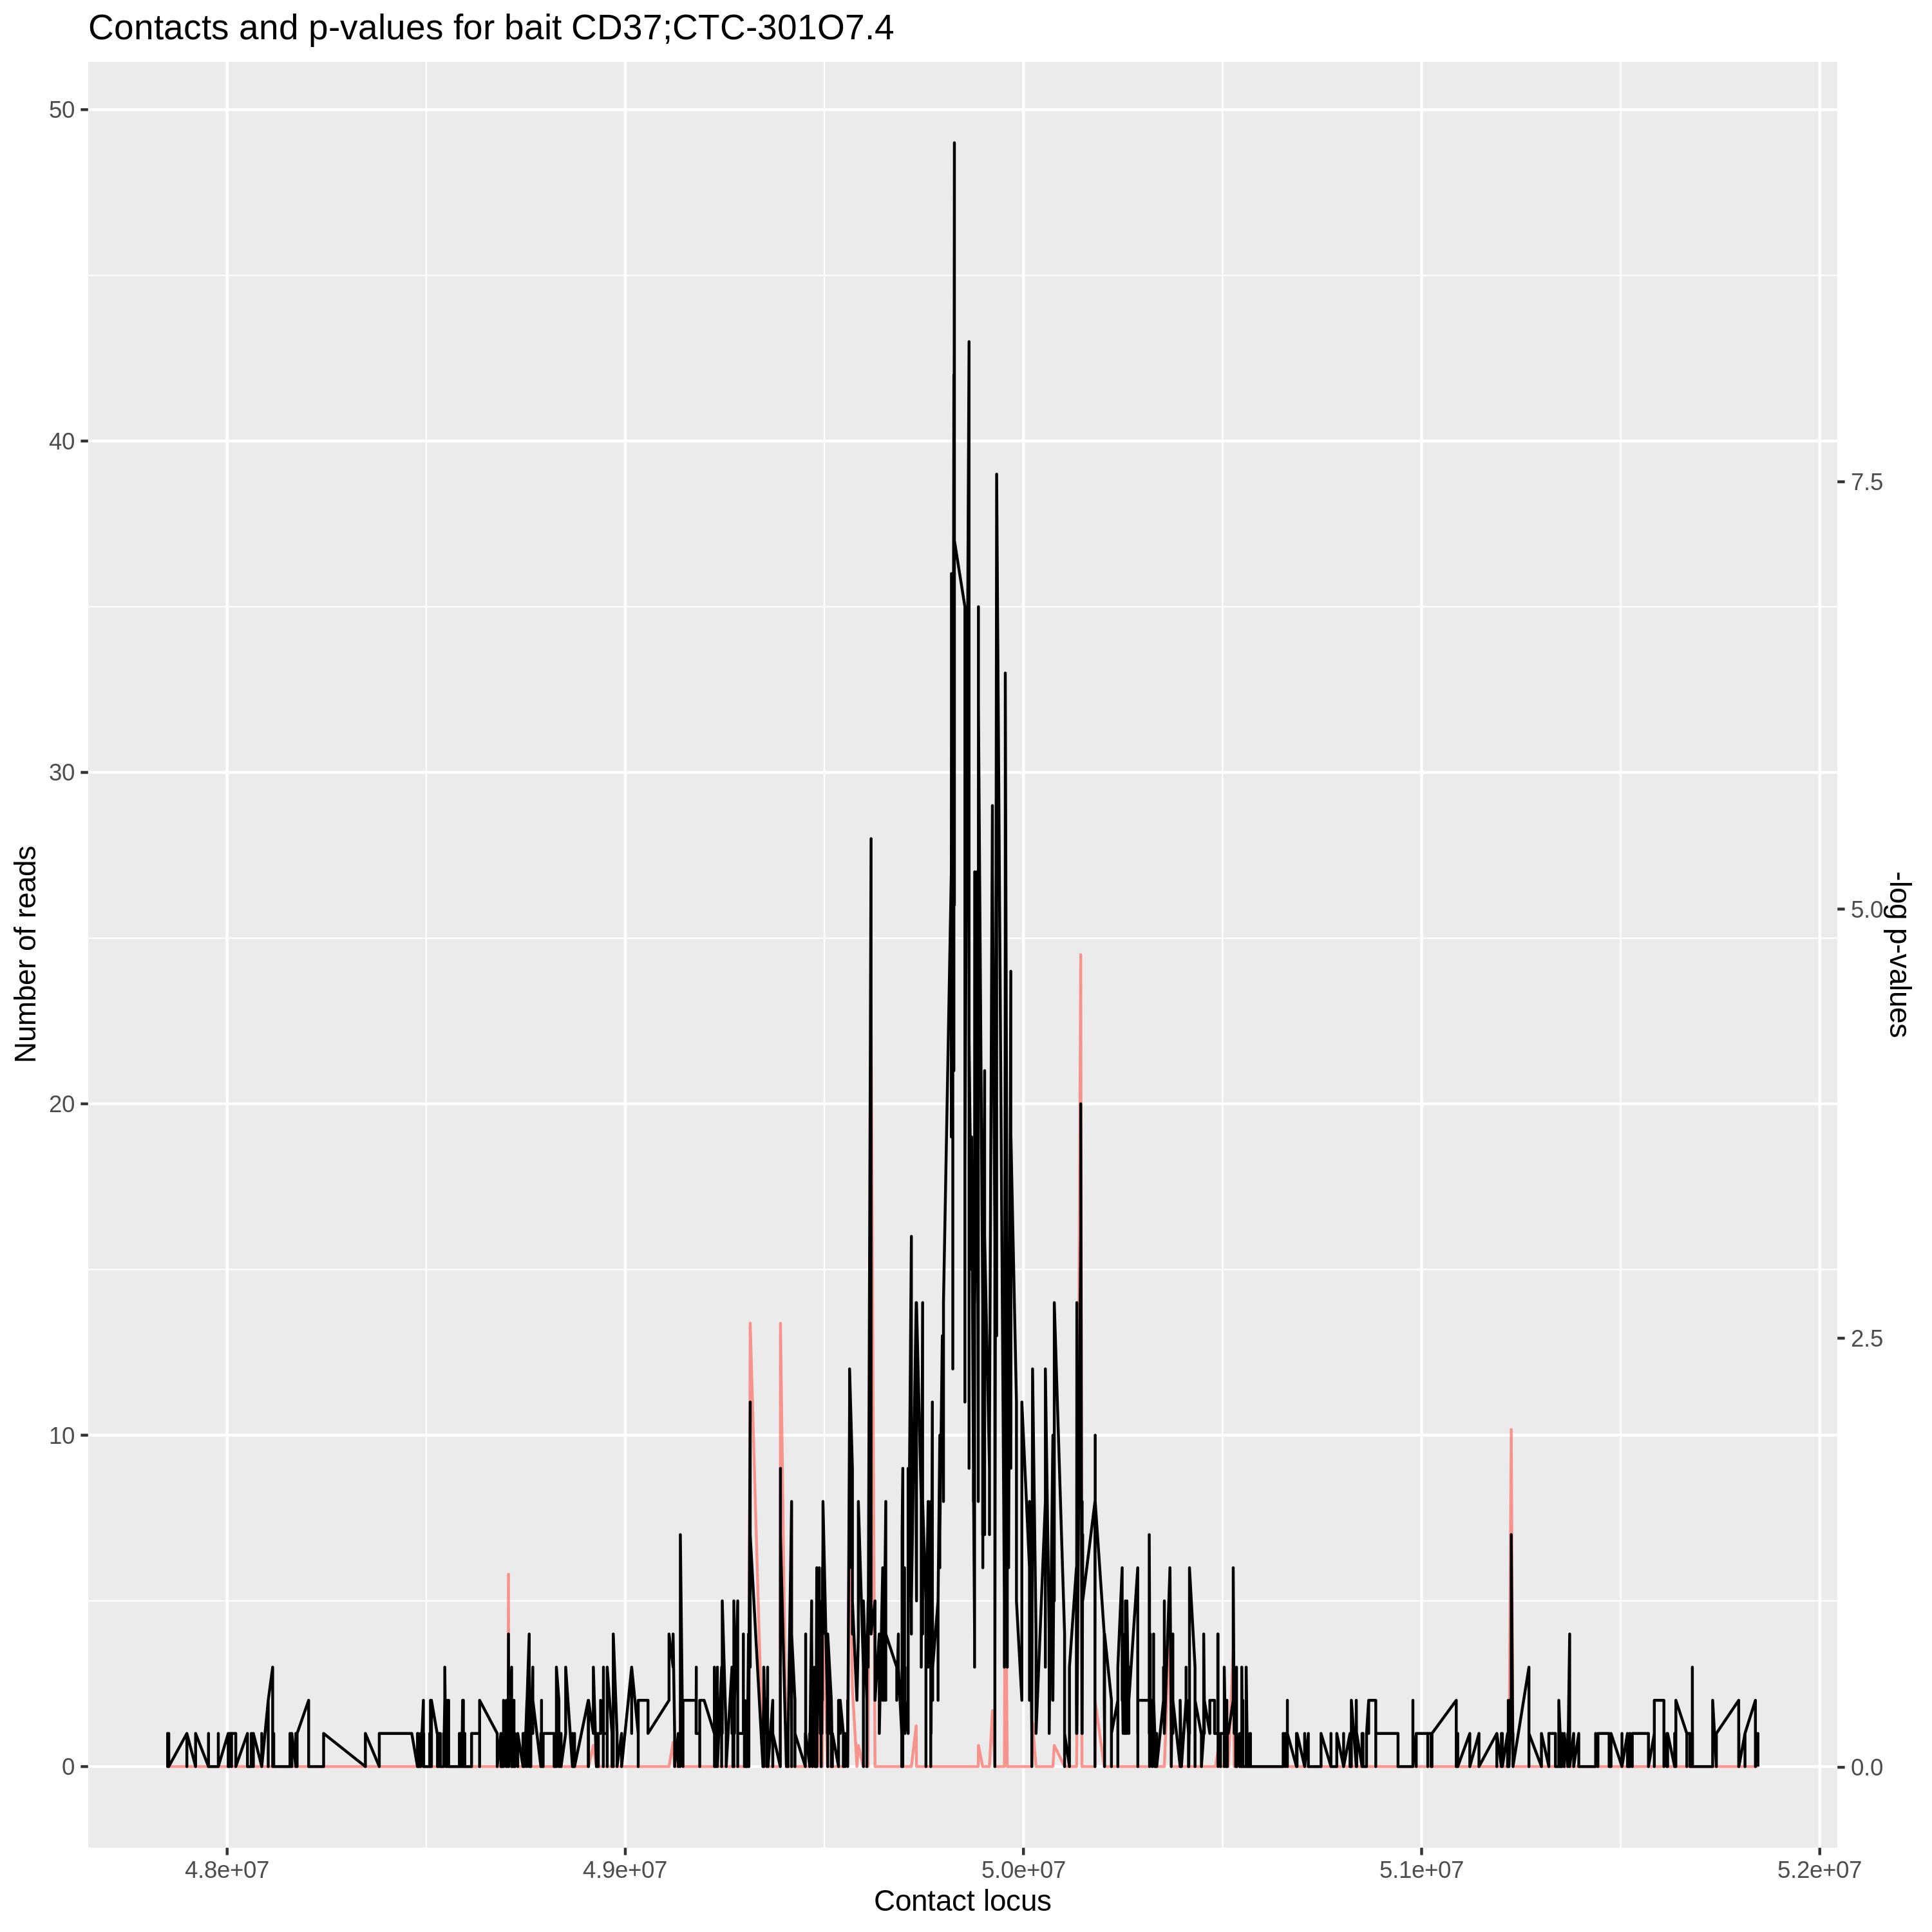 Contacts and p-values for bait CD37;CTC-301O7.4
50
40
30
20
10
0
Number of reads
7.5
5.0
2.5
0.0
-log p-values
4.8e+07
4.9e+07
5.0e+07
5.1e+07
5.2e+07
Contact locus